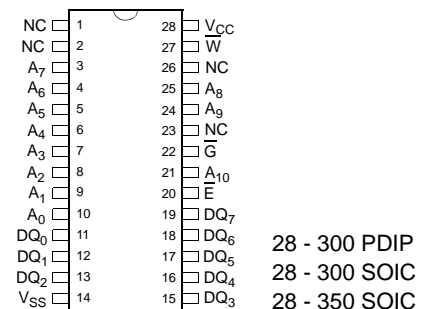 NC 1 28 V_CC
NC 2 27 W̅
A₇ 3 26 NC
A₆ 4 25 A₈
A₅ 5 24 A₉
A₄ 6 23 NC
A₃ 7 22 G̅
A₂ 8 21 A₁₀
A₁ 9 20 E̅
A₀ 10 19 DQ₇
DQ₀ 11 18 DQ₆
DQ₁ 12 17 DQ₅
DQ₂ 13 16 DQ₄
V_SS 14 15 DQ₃
28 - 300 PDIP
28 - 300 SOIC
28 - 350 SOIC